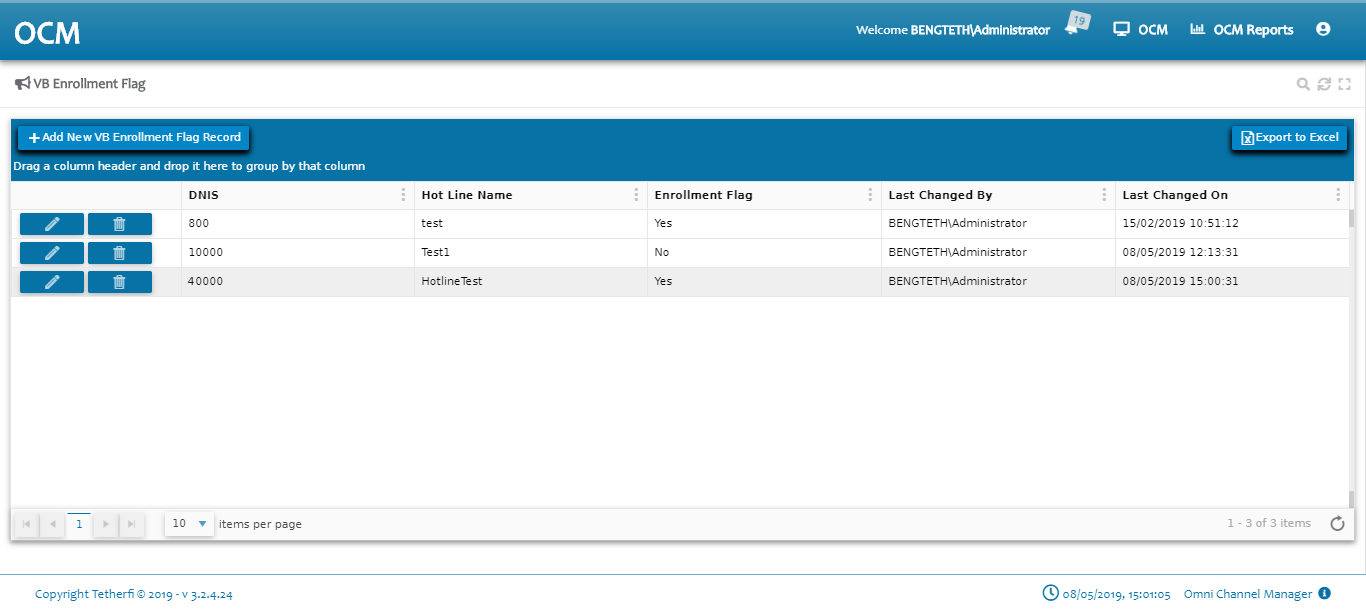 OCM
Welcome BENGTETH\Administrator
19
OCM
OCM Reports
VB Enrollment Flag
Add New VB Enrollment Flag Record
Export to Excel
Drag a column header and drop it here to group by that column
DNIS Hot Line Name Enrollment Flag Last Changed By Last Changed On
800 test Yes BENGTETH\Administrator 15/02/2019 10:51:12
10000 Test1 No BENGTETH\Administrator 08/05/2019 12:13:31
40000 HotlineTest Yes BENGTETH\Administrator 08/05/2019 15:00:31
1 10 items per page 1 - 3 of 3 items
Copyright Tetherfi © 2019 - v 3.2.4.24 08/05/2019, 15:01:05 Omni Channel Manager